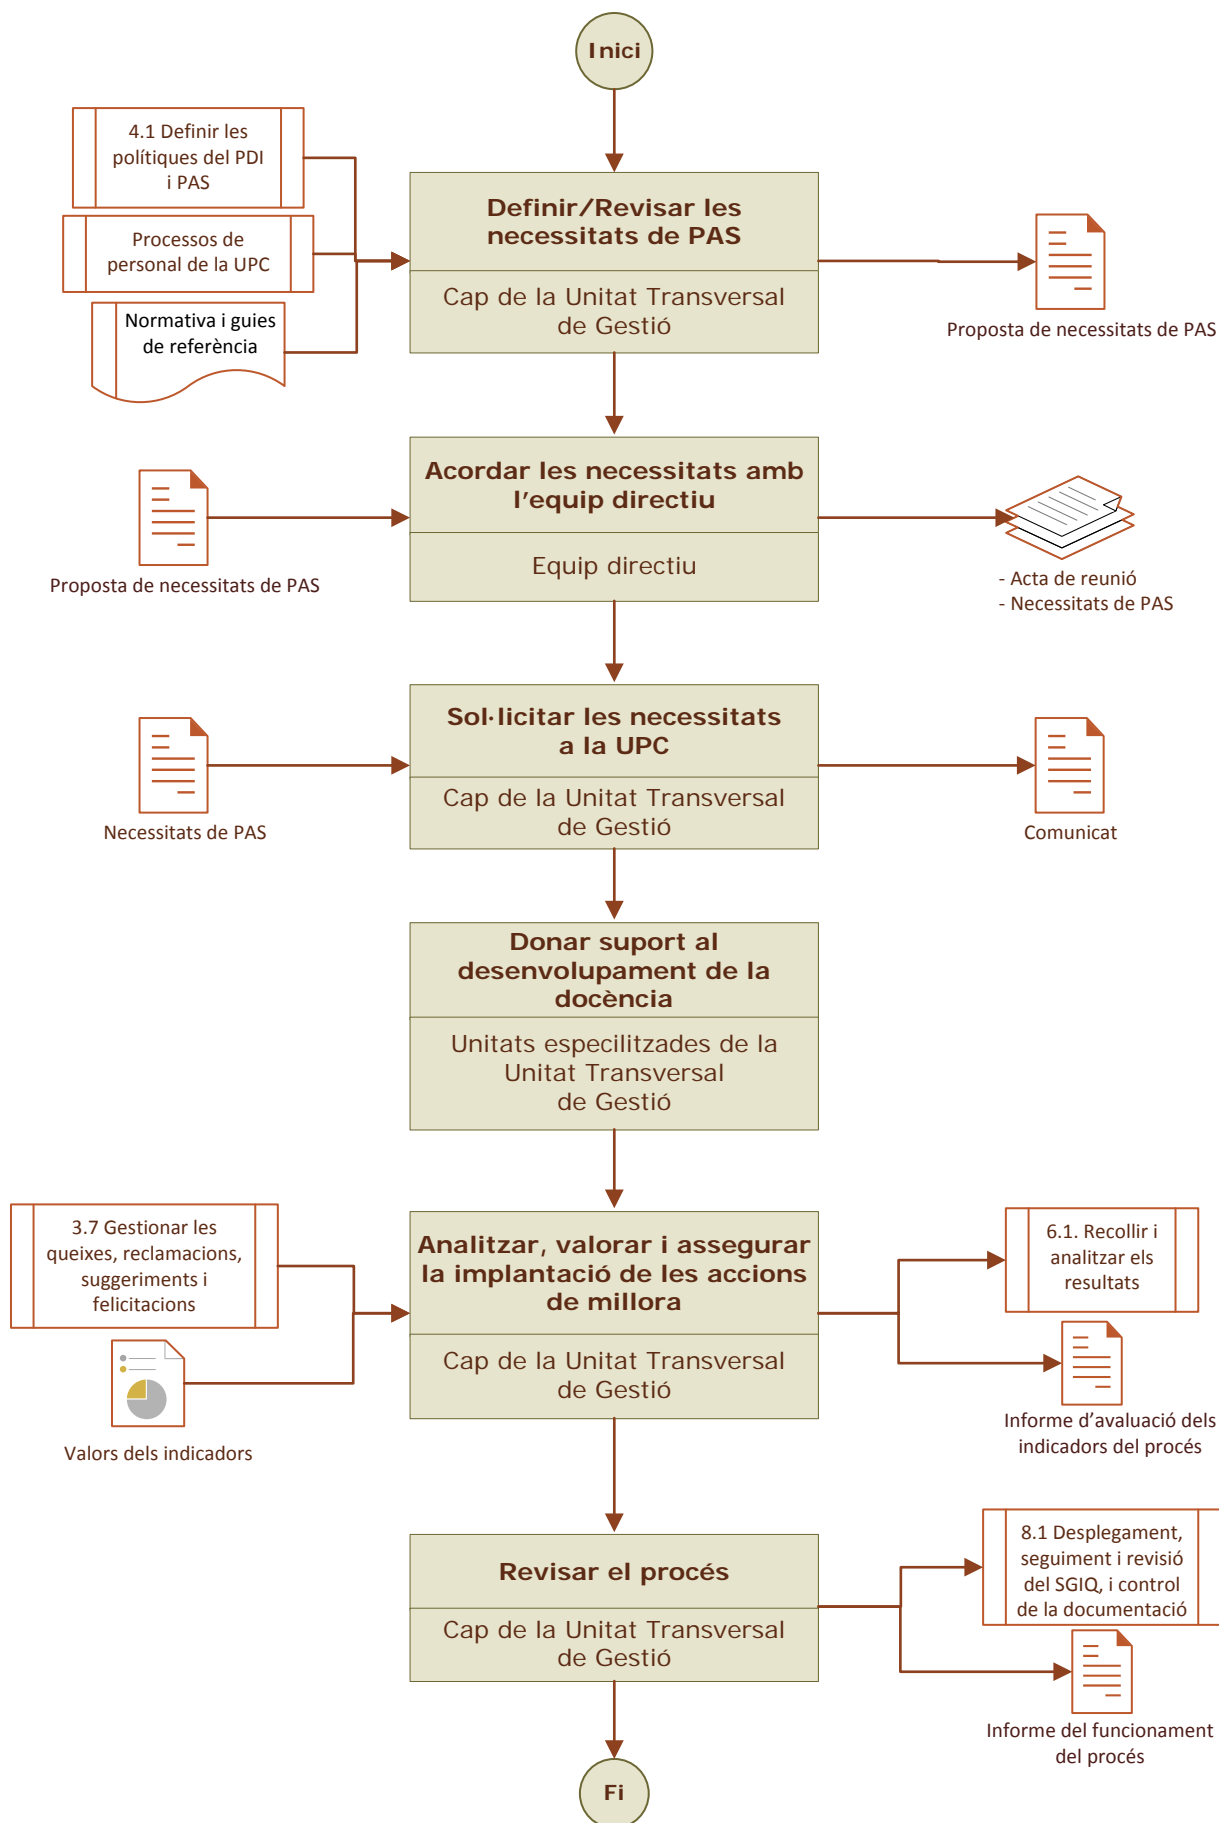 Inici
4.1 Definir les
polítiques del PDI
i PAS
Processos de
personal de la UPC
Normativa i guies
de referència
Definir/Revisar les
necessitats de PAS
Cap de la Unitat Transversal
de Gestió
Proposta de necessitats de PAS
Proposta de necessitats de PAS
Acordar les necessitats amb
l'equip directiu
Equip directiu
- Acta de reunió
- Necessitats de PAS
Necessitats de PAS
Sol·licitar les necessitats
a la UPC
Cap de la Unitat Transversal
de Gestió
Comunicat
Donar suport al
desenvolupament de la
docència
Unitats especilitzades de la
Unitat Transversal
de Gestió
3.7 Gestionar les
queixes, reclamacions,
suggeriments i
felicitacions
Valors dels indicadors
Analitzar, valorar i assegurar
la implantació de les accions
de millora
Cap de la Unitat Transversal
de Gestió
6.1. Recollir i
analitzar els
resultats
Informe d’avaluació dels
indicadors del procés
Revisar el procés
Cap de la Unitat Transversal
de Gestió
8.1 Desplegament,
seguiment i revisió
del SGIQ, i control
de la documentació
Informe del funcionament
del procés
Fi